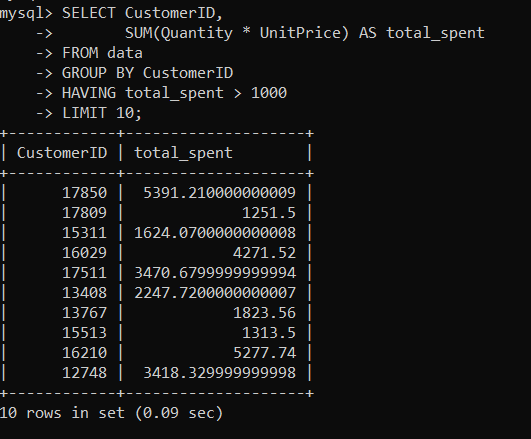 mysql> SELECT CustomerID,
    ->        SUM(Quantity * UnitPrice) AS total_spent
    -> FROM data
    -> GROUP BY CustomerID
    -> HAVING total_spent > 1000
    -> LIMIT 10;
+------------+--------------------+
| CustomerID | total_spent        |
+------------+--------------------+
|      17850 |  5391.210000000009 |
|      17809 |             1251.5 |
|      15311 | 1624.0700000000008 |
|      16029 |            4271.52 |
|      17511 | 3470.6799999999994 |
|      13408 | 2247.7200000000007 |
|      13767 |            1823.56 |
|      15513 |             1313.5 |
|      16210 |            5277.74 |
|      12748 |  3418.329999999998 |
+------------+--------------------+
10 rows in set (0.09 sec)